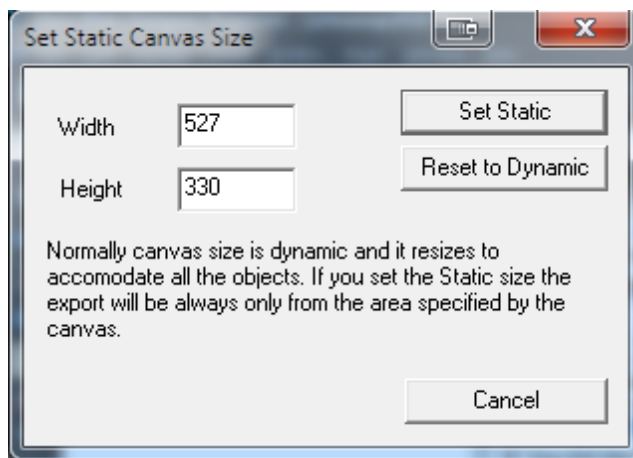 Set Static Canvas Size
Width
527
Set Static
Reset to Dynamic
Height
330
Normally canvas size is dynamic and it resizes to
accomodate all the objects. If you set the Static size the
export will be always only from the area specified by the
canvas.
Cancel